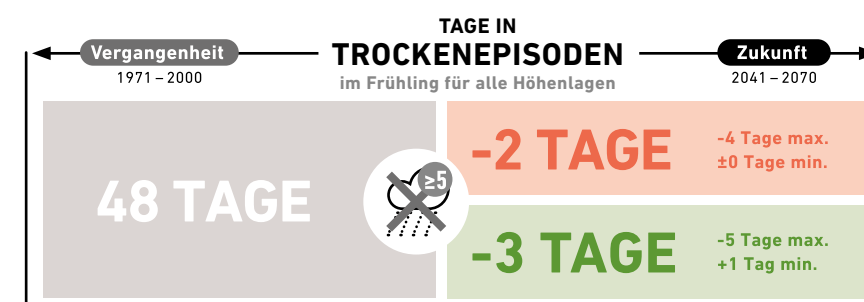 TAGE IN
Vergangenheit
TROCKENEPISODEN
Zukunft
1971 – 2000
im Frühling für alle Höhenlagen
2041 – 2070
48 TAGE
≥5
-2 TAGE
-4 Tage max.
±0 Tage min.
-3 TAGE
-5 Tage max.
+1 Tag min.